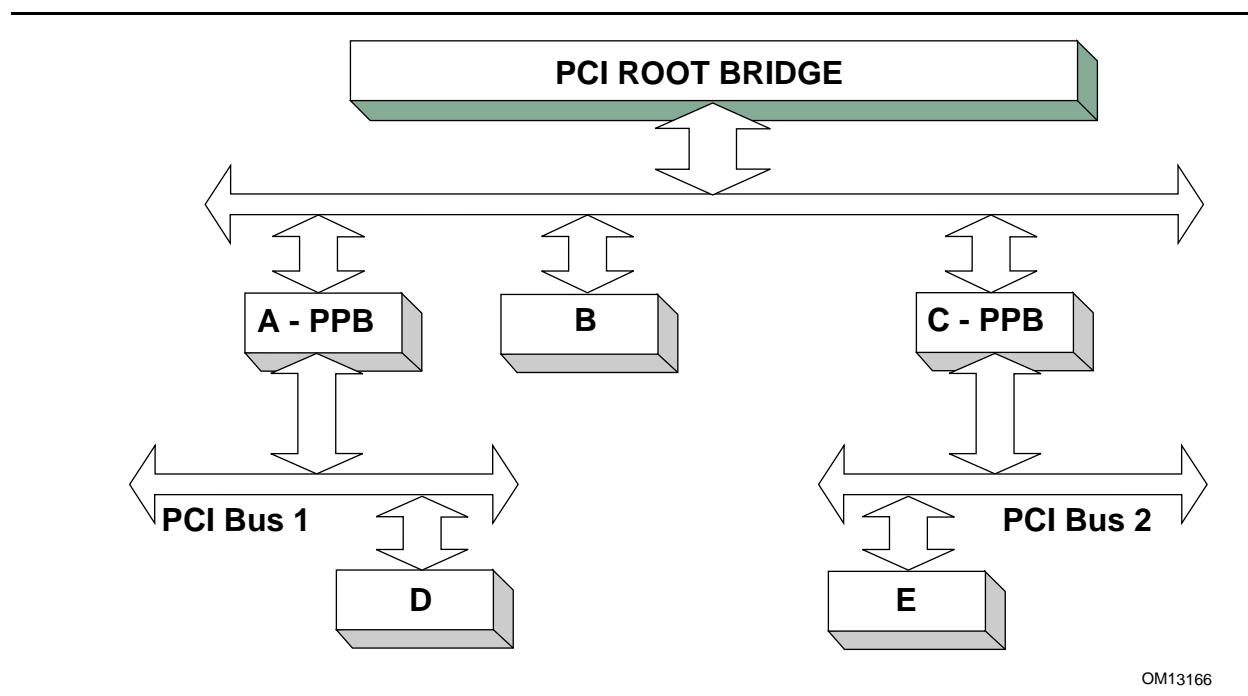 PCI ROOT BRIDGE
A - PPB
B
C - PPB
PCI Bus 1
PCI Bus 2
D
E
OM13166